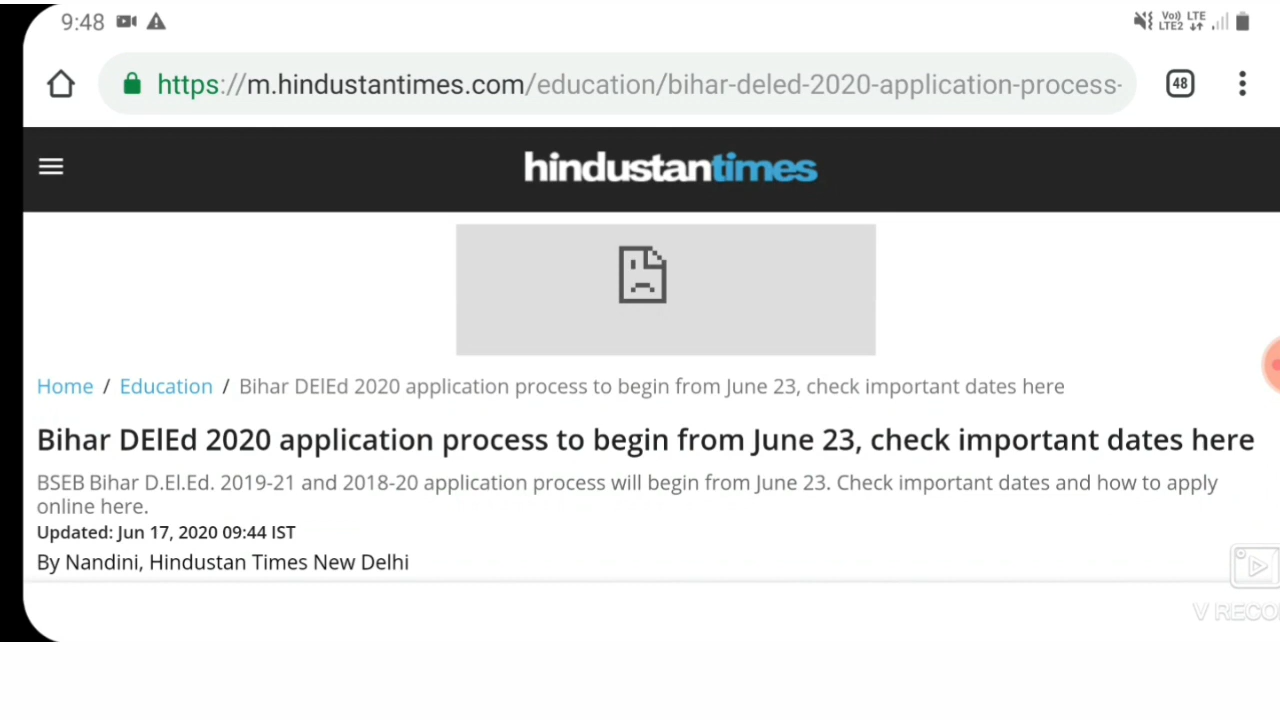 9:48
Vo)) LTE
LTE2
https://m.hindustantimes.com/education/bihar-deled-2020-application-process-
48
hindustantimes
Home / Education / Bihar DElEd 2020 application process to begin from June 23, check important dates here
Bihar DElEd 2020 application process to begin from June 23, check important dates here
BSEB Bihar D.El.Ed. 2019-21 and 2018-20 application process will begin from June 23. Check important dates and how to apply
online here.
Updated: Jun 17, 2020 09:44 IST
By Nandini, Hindustan Times New Delhi
V RECO